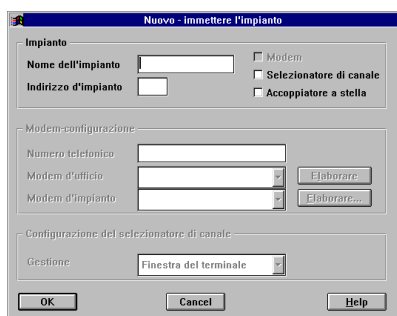 Nuovo - immettere l'impianto
Impianto
Nome dell'impianto
Indirizzo d'impianto
Modem
Selezionatore di canale
Accoppiatore a stella
Modem-configurazione
Numero telefonico
Modem d'ufficio
Elaborare
Modem d'impianto
Elaborare...
Configurazione del selezionatore di canale
Gestione
Finestra del terminale
OK
Cancel
Help